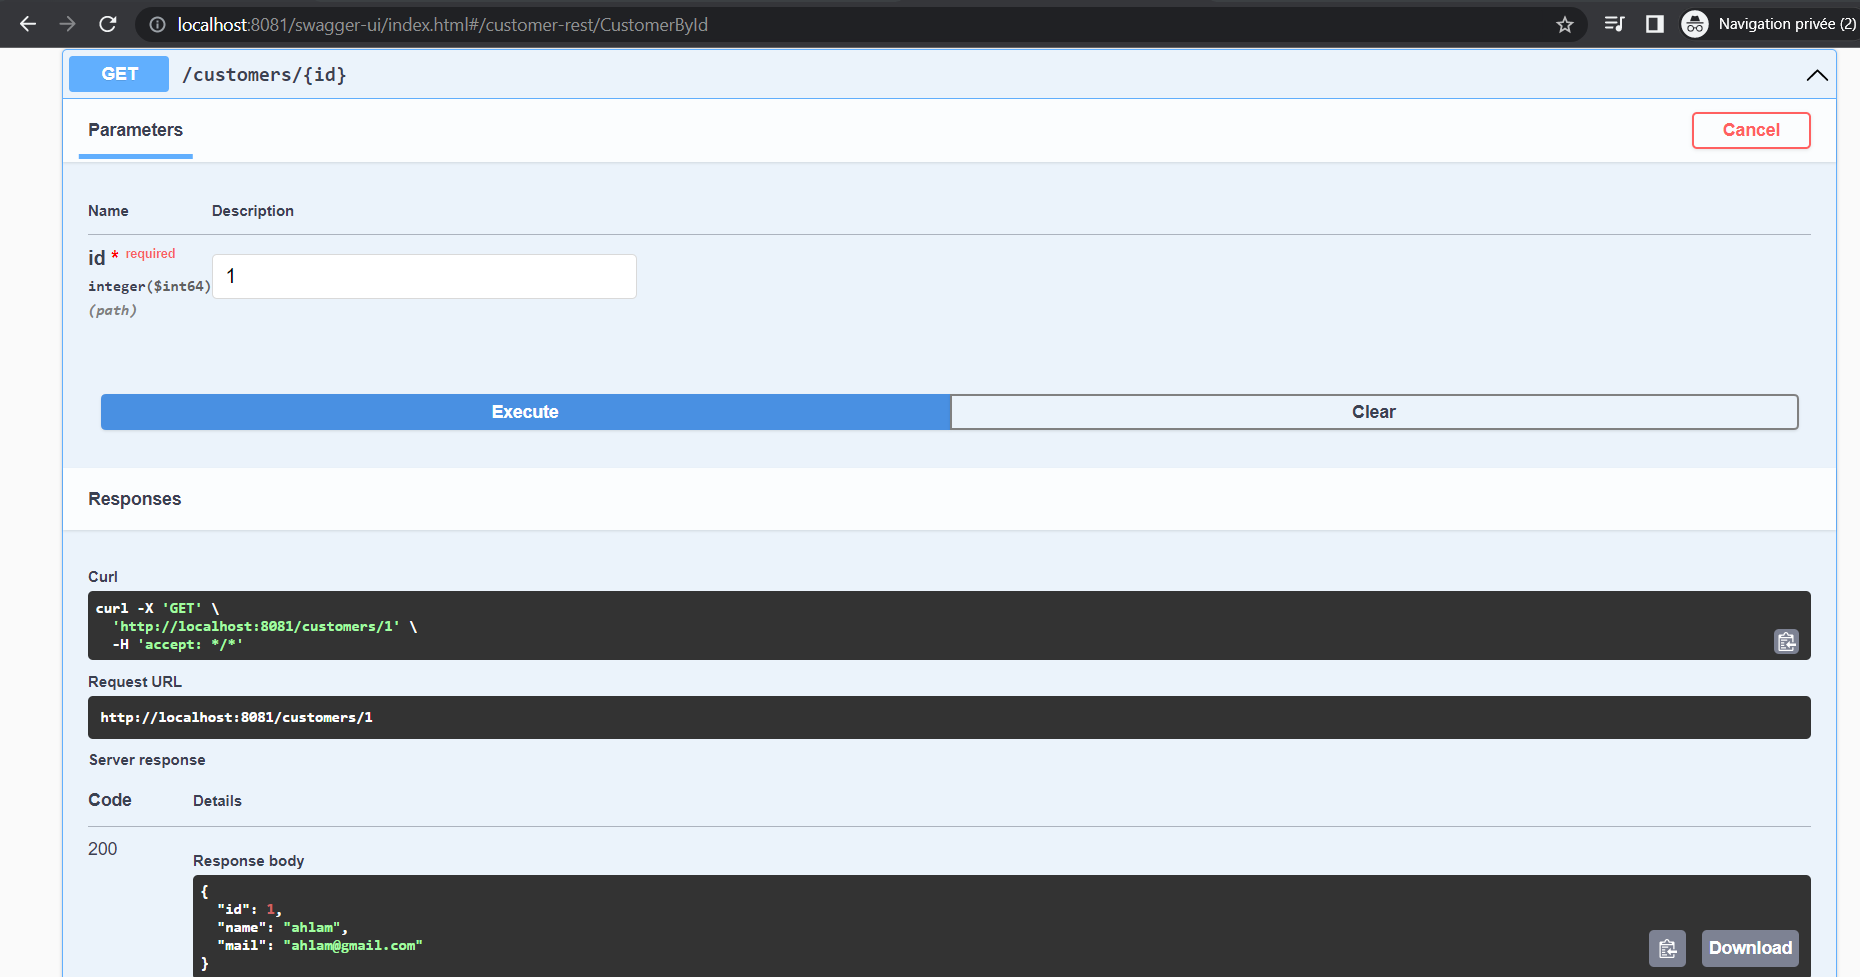 localhost:8081/swagger-ui/index.html#/customer-rest/CustomerById
Navigation privée (2)
GET /customers/{id}
Parameters
Cancel
Name Description
id * required
integer($int64)
(path)
1
Execute
Clear
Responses
Curl
curl -X 'GET' \
'http://localhost:8081/customers/1' \
-H 'accept: */*'
Request URL
http://localhost:8081/customers/1
Server response
Code Details
200
Response body
{
"id": 1,
"name": "ahlam",
"mail": "ahlam@gmail.com"
}
Download